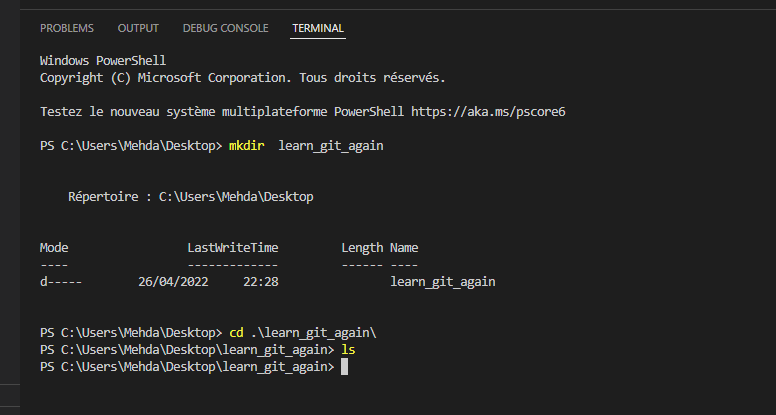 PROBLEMS OUTPUT DEBUG CONSOLE TERMINAL
Windows PowerShell
Copyright (C) Microsoft Corporation. Tous droits réservés.
Testez le nouveau système multiplateforme PowerShell https://aka.ms/pscore6
PS C:\Users\Mehda\Desktop> mkdir  learn_git_again
Répertoire : C:\Users\Mehda\Desktop
Mode LastWriteTime Length Name
---- ------------- ------ ----
d----- 26/04/2022 22:28 learn_git_again
PS C:\Users\Mehda\Desktop> cd .\learn_git_again\
PS C:\Users\Mehda\Desktop\learn_git_again> ls
PS C:\Users\Mehda\Desktop\learn_git_again>